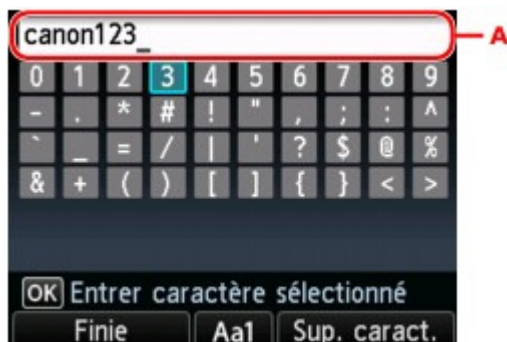 canon123_
A
0 1 2 3 4 5 6 7 8 9
- . * # ! " , ; : ^
` _ = / | ' ? $ @ %
& + ( ) [ ] { } < >
OK Entrer caractère sélectionné
Finie Aa1 Sup. caract.